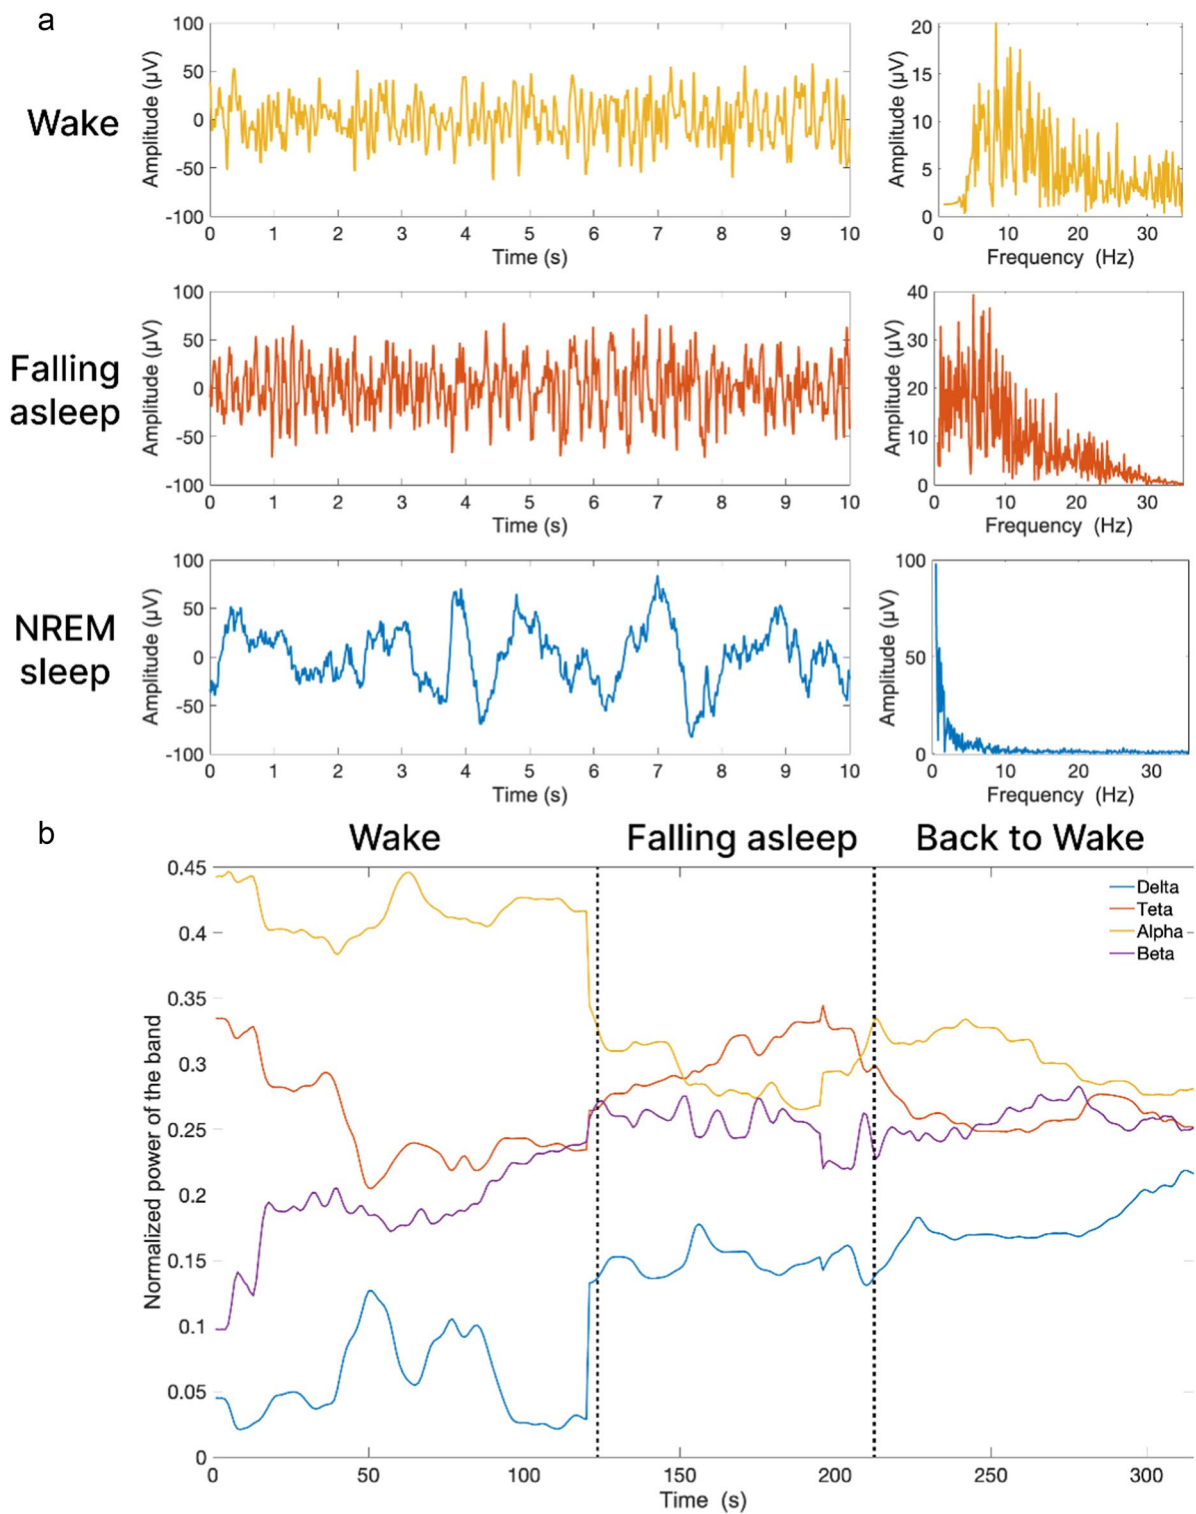 a
Wake
Amplitude (µV)
100
50
0
-50
-100
0 1 2 3 4 5 6 7 8 9 10
Time (s)
Amplitude (µV)
20
15
10
5
0
0 10 20 30
Frequency (Hz)
Falling
asleep
Amplitude (µV)
100
50
0
-50
-100
0 1 2 3 4 5 6 7 8 9 10
Time (s)
Amplitude (µV)
40
30
20
10
0
0 10 20 30
Frequency (Hz)
NREM
sleep
Amplitude (µV)
100
50
0
-50
-100
0 1 2 3 4 5 6 7 8 9 10
Time (s)
Amplitude (µV)
100
50
0
0 10 20 30
Frequency (Hz)
b
Wake Falling asleep Back to Wake
Normalized power of the band
0.45
0.4
0.35
0.3
0.25
0.2
0.15
0.1
0.05
0
Delta
Teta
Alpha
Beta
0 50 100 150 200 250 300
Time (s)